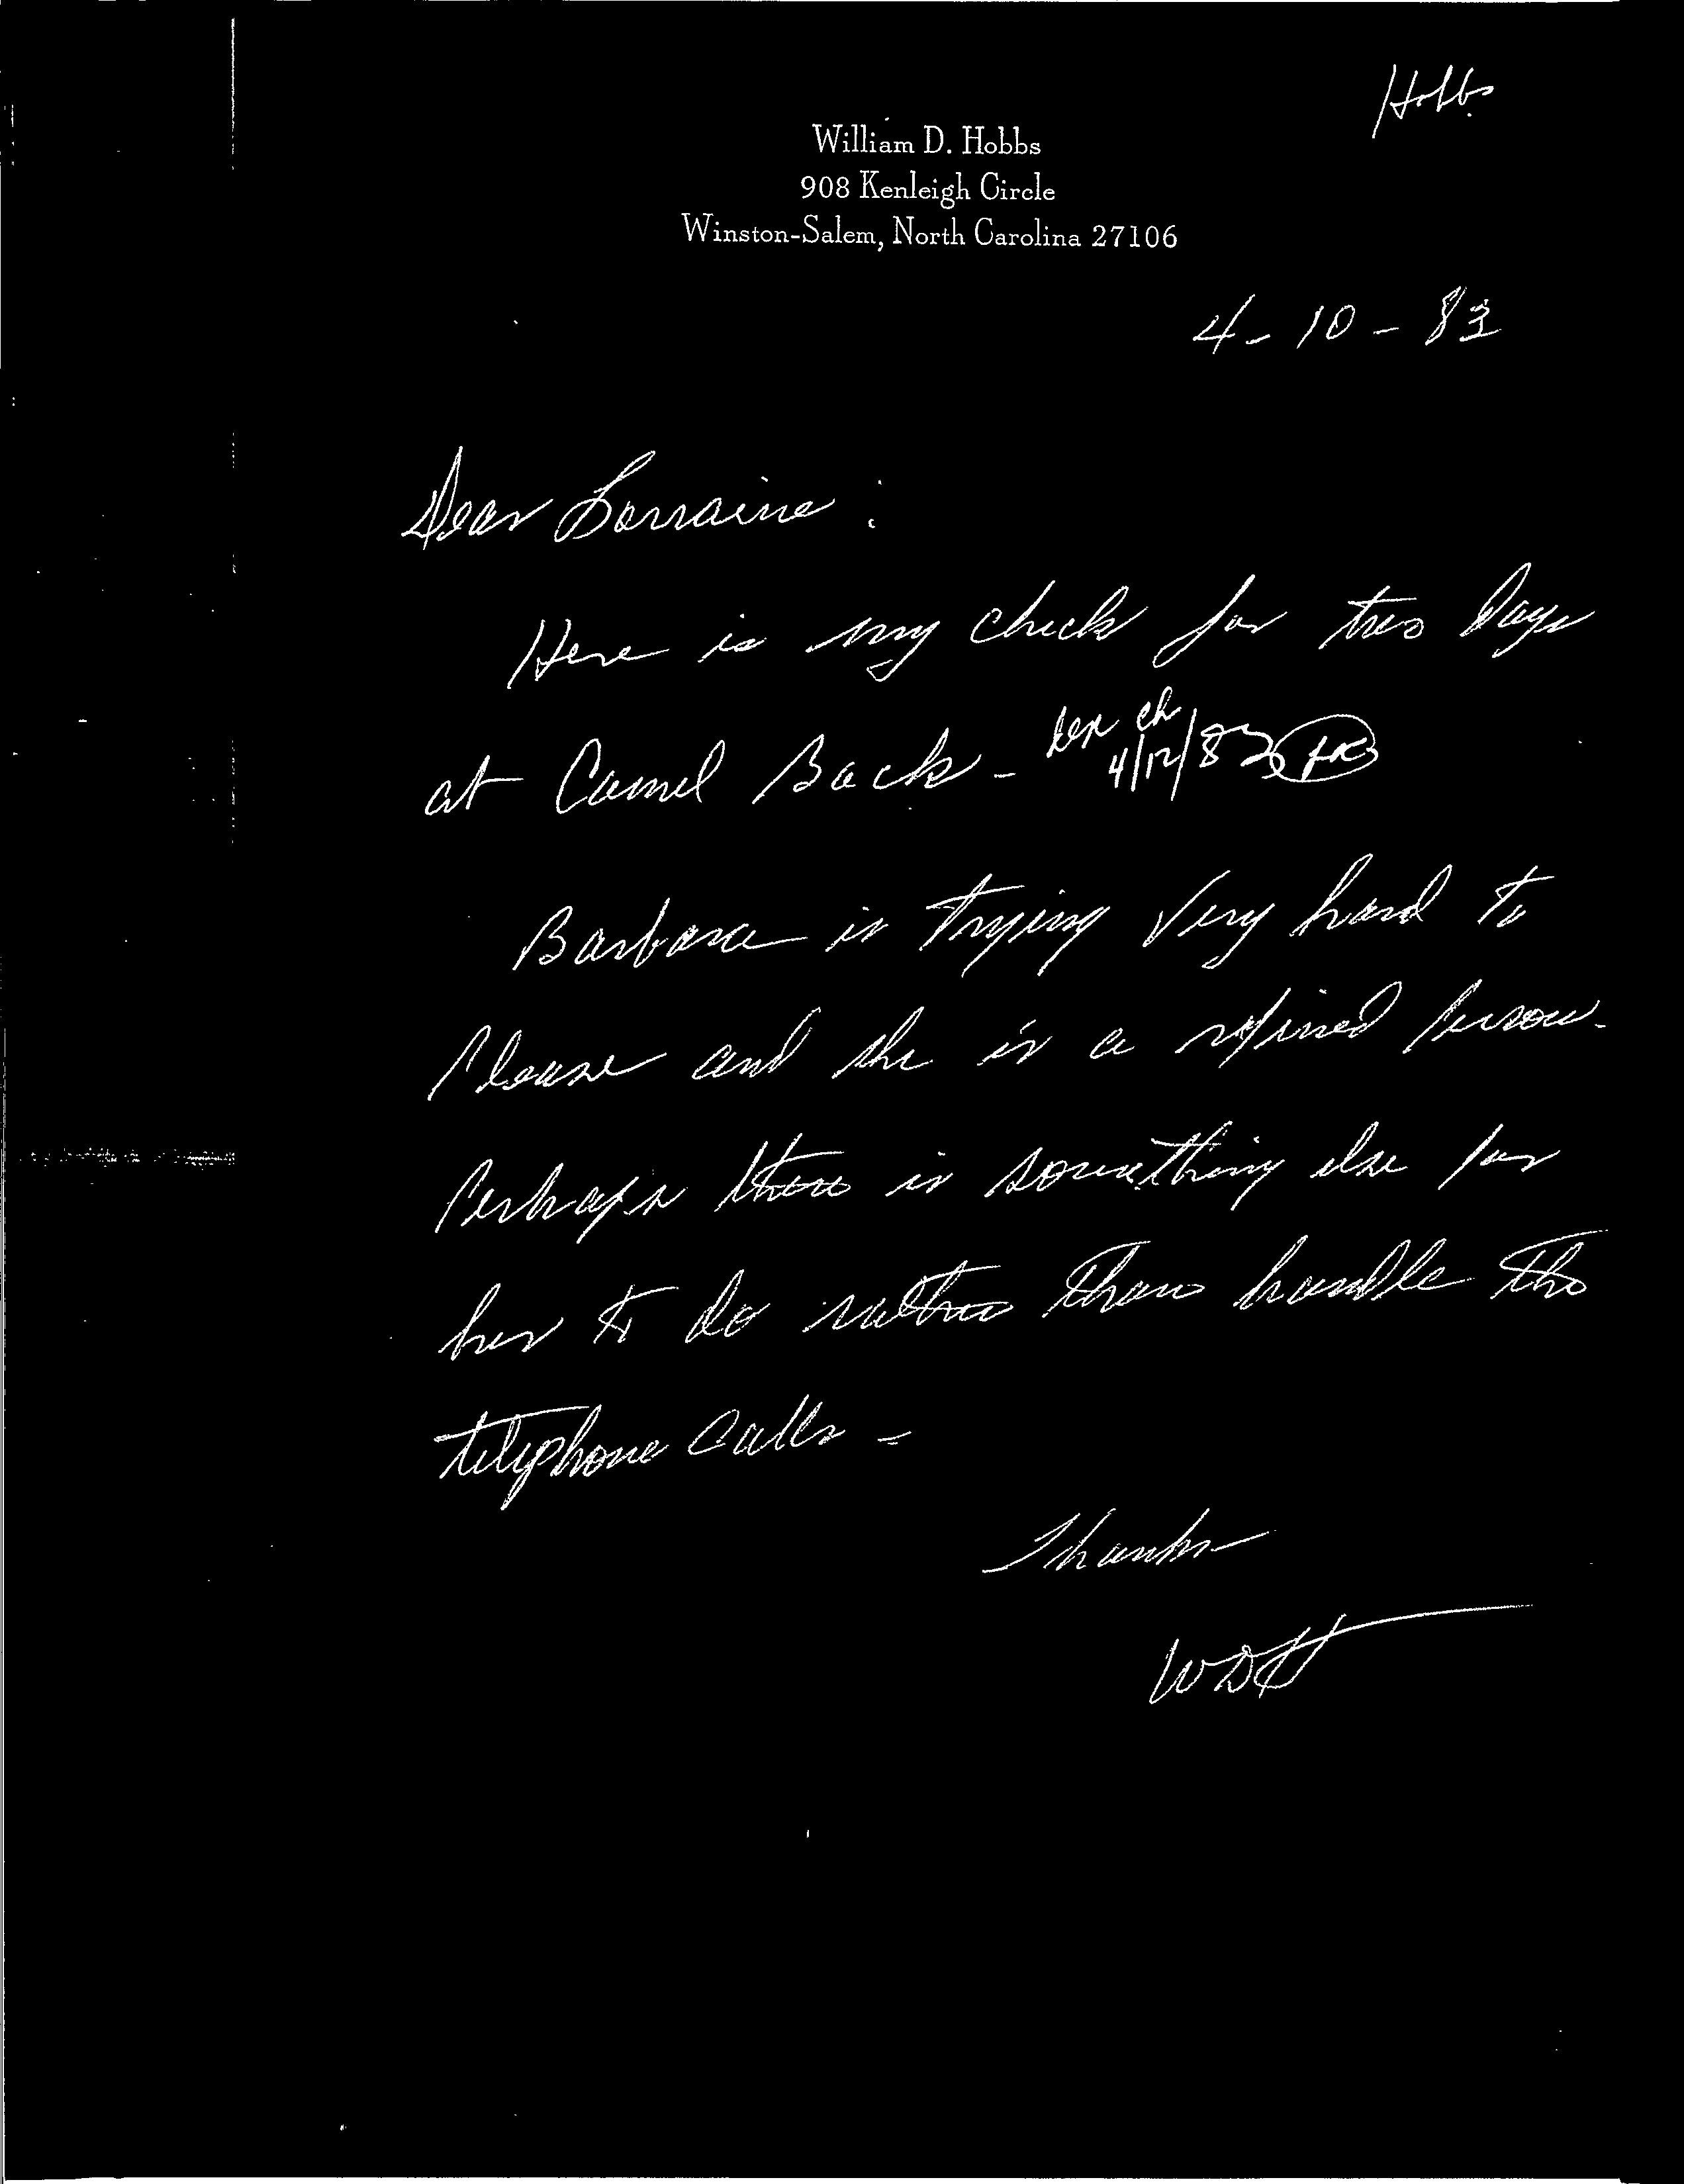 Hobbs
William D. Hobbs
908 Kenleigh Circle
Winston-Salem, North Carolina 27106
4-10-83
Dear Lorraine:
Here is my check for two days
at Camel Back -
ch
4/12/83
Barbara is trying very hard to
please and she is a refined person.
Perhaps there is something else for
her to do rather than handle the
telephone calls -
Thanks
WDH